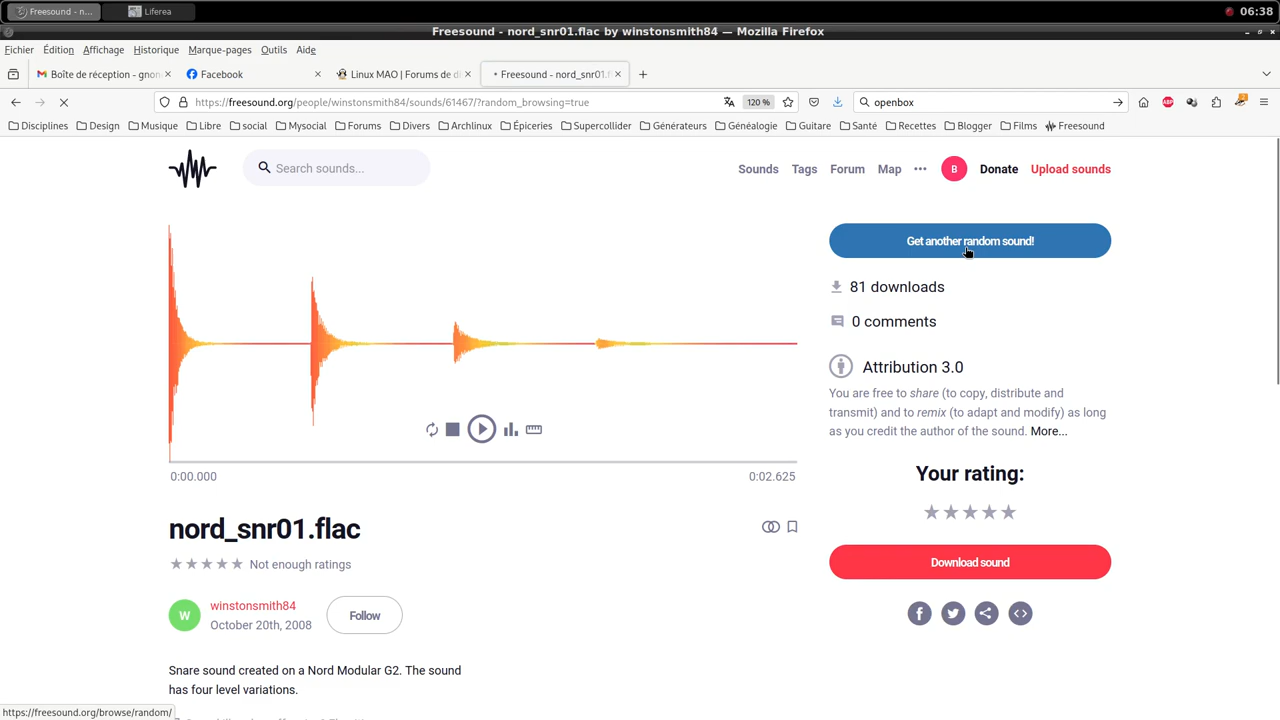 Freesound - n...
Liferea
06:38
Freesound - nord_snr01.flac by winstonsmith84 — Mozilla Firefox
Fichier Édition Affichage Historique Marque-pages Outils Aide
Boîte de réception - gnon
Facebook
Linux MAO | Forums de d
Freesound - nord_snr01.f
https://freesound.org/people/winstonsmith84/sounds/61467/?random_browsing=true
120 %
openbox
ABP
Disciplines Design Musique Libre social Mysocial Forums Divers Archlinux Épiceries Supercollider Générateurs Généalogie Guitare Santé Recettes Blogger Films Freesound
Search sounds...
Sounds Tags Forum Map ••• B Donate Upload sounds
Get another random sound!
81 downloads
0 comments
Attribution 3.0
You are free to share (to copy, distribute and
transmit) and to remix (to adapt and modify) as long
as you credit the author of the sound. More...
Your rating:
Download sound
0:00.000
0:02.625
nord_snr01.flac
Not enough ratings
W
winstonsmith84
October 20th, 2008
Follow
Snare sound created on a Nord Modular G2. The sound
has four level variations.
https://freesound.org/browse/random/